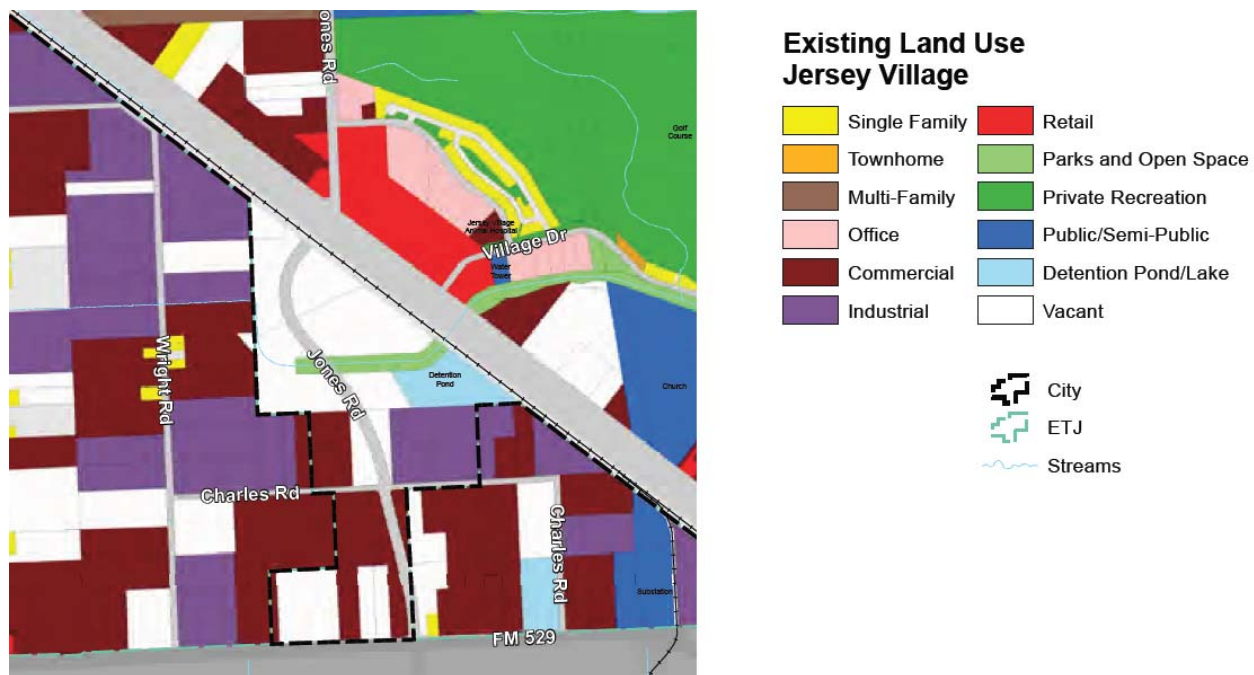 ones Rd
Golf
Course
Jersey Village
Animal Hospital
Village Dr
Water
Tower
Wright Rd
Jones Rd
Detention
Pond
Church
Charles Rd
Charles Rd
Substation
FM 529
Existing Land Use
Jersey Village
Single Family
Townhome
Multi-Family
Office
Commercial
Industrial
Retail
Parks and Open Space
Private Recreation
Public/Semi-Public
Detention Pond/Lake
Vacant
City
ETJ
Streams